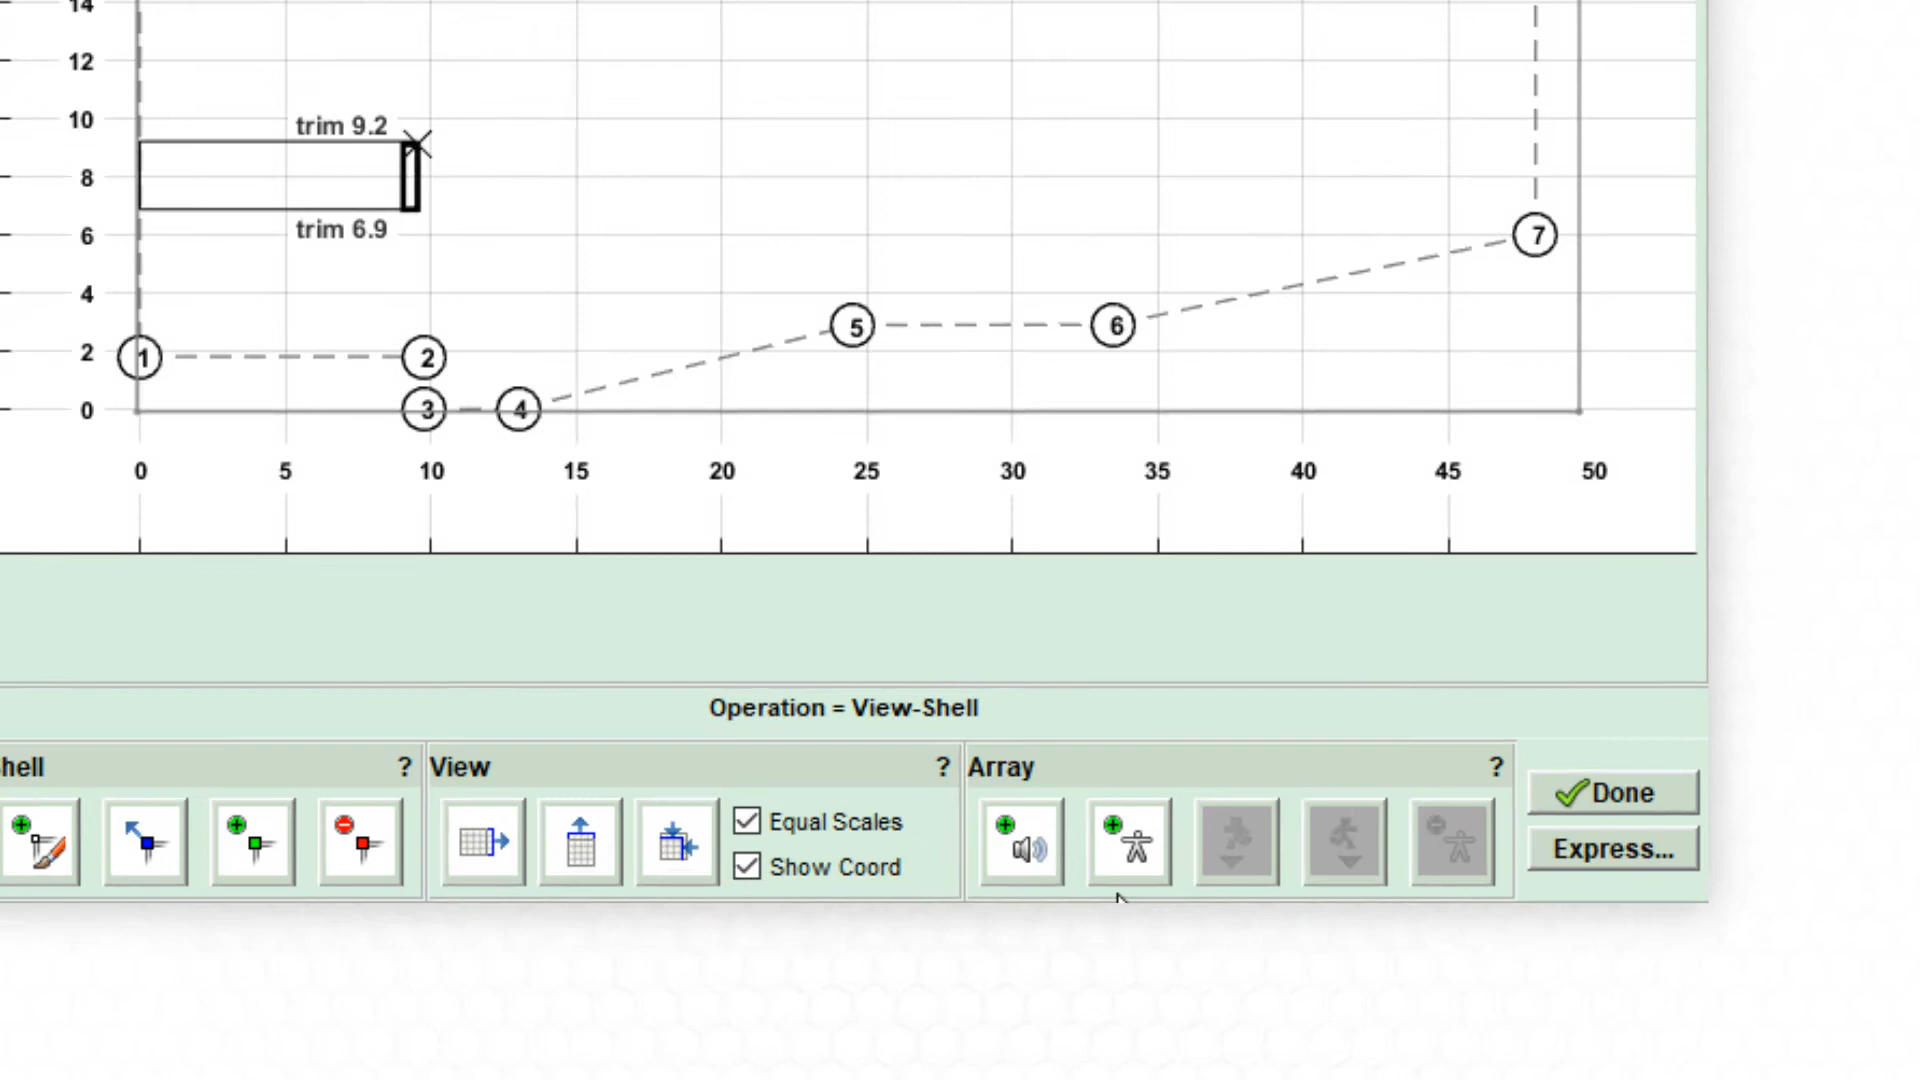 14
12
10
8
6
4
2
0
trim 9.2
trim 6.9
1
2
3
4
5
6
7
0 5 10 15 20 25 30 35 40 45 50
Operation = View-Shell
hell ?
View ?
Array ?
Equal Scales
Show Coord
Done
Express...